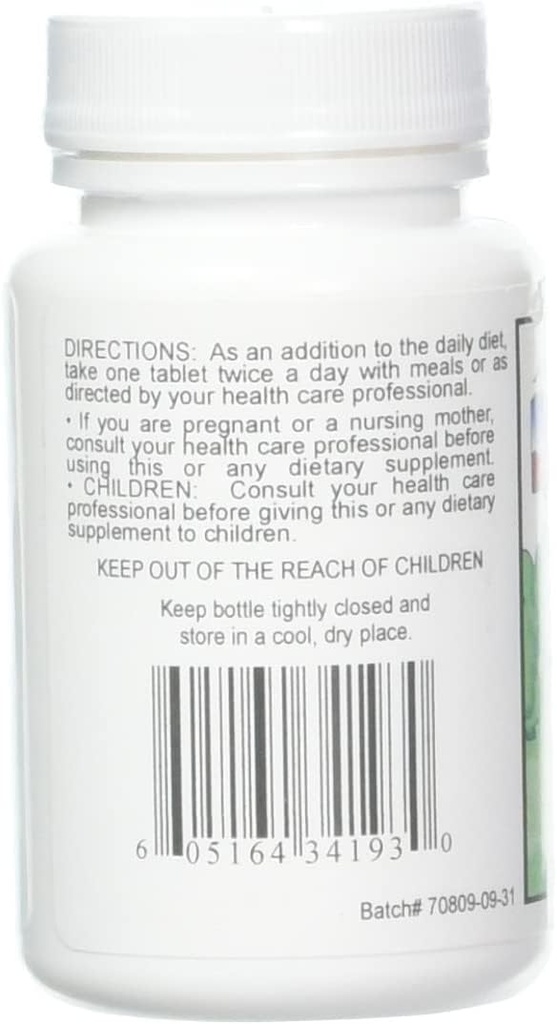 DIRECTIONS: As an addition to the daily diet,
take one tablet twice a day with meals or as
directed by your health care professional.
• If you are pregnant or a nursing mother,
consult your health care professional before
using this or any dietary supplement.
• CHILDREN: Consult your health care
professional before giving this or any dietary
supplement to children.
KEEP OUT OF THE REACH OF CHILDREN
Keep bottle tightly closed and
store in a cool, dry place.
6 05164 34193 0
Batch# 70809-09-31